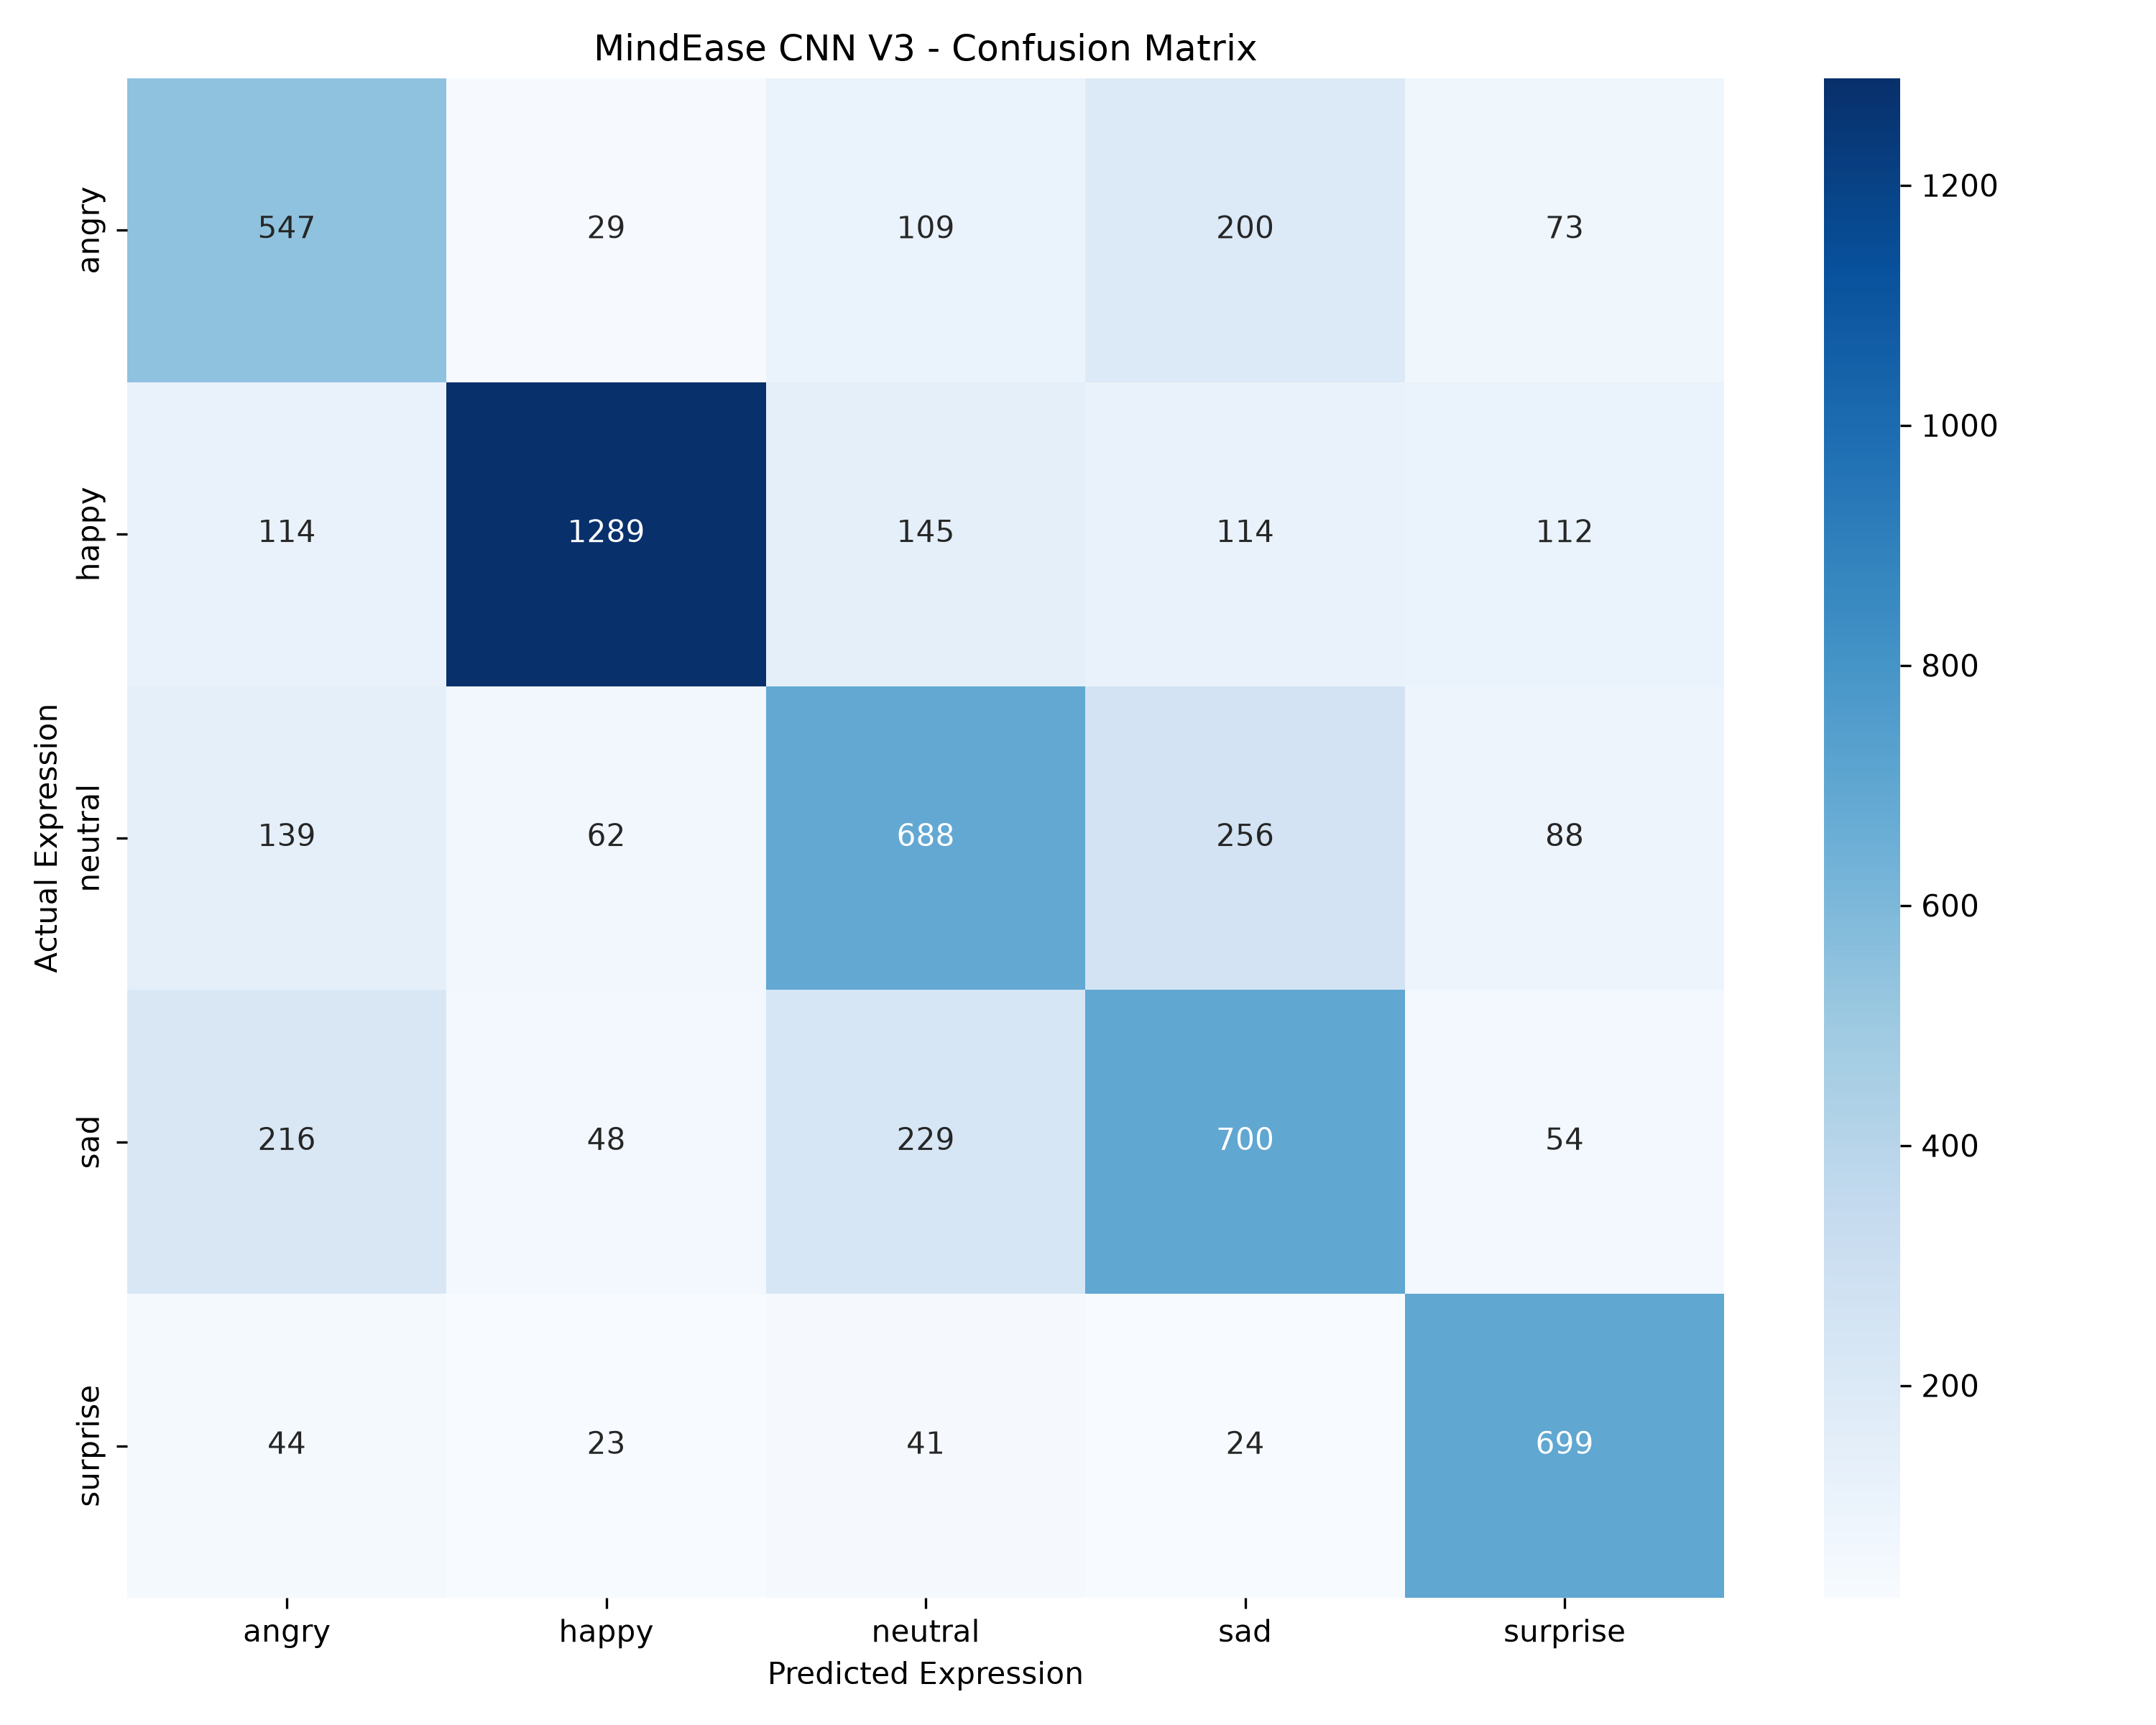 MindEase CNN V3 - Confusion Matrix
Actual Expression
angry 547 29 109 200 73
happy 114 1289 145 114 112
neutral 139 62 688 256 88
sad 216 48 229 700 54
surprise 44 23 41 24 699
angry happy neutral sad surprise
Predicted Expression
1200
1000
800
600
400
200